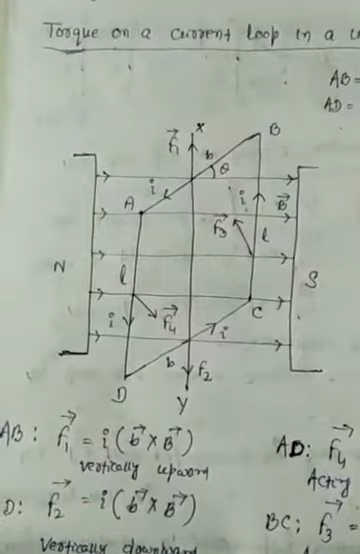 Torque on a current loop in a
AB =
AD =
x
B
F₁→
b
θ
i
i
B→
A
F₃→
l
N
l
S
F₄→
C
i
i
b
F₂→
D
Y
AB: F₁→ = i (b→ × B→)
vertically upward
AD: F₄→
Acting
D: F₂→ = i (b→ × B→)
BC: F₃→ =
vertically downward